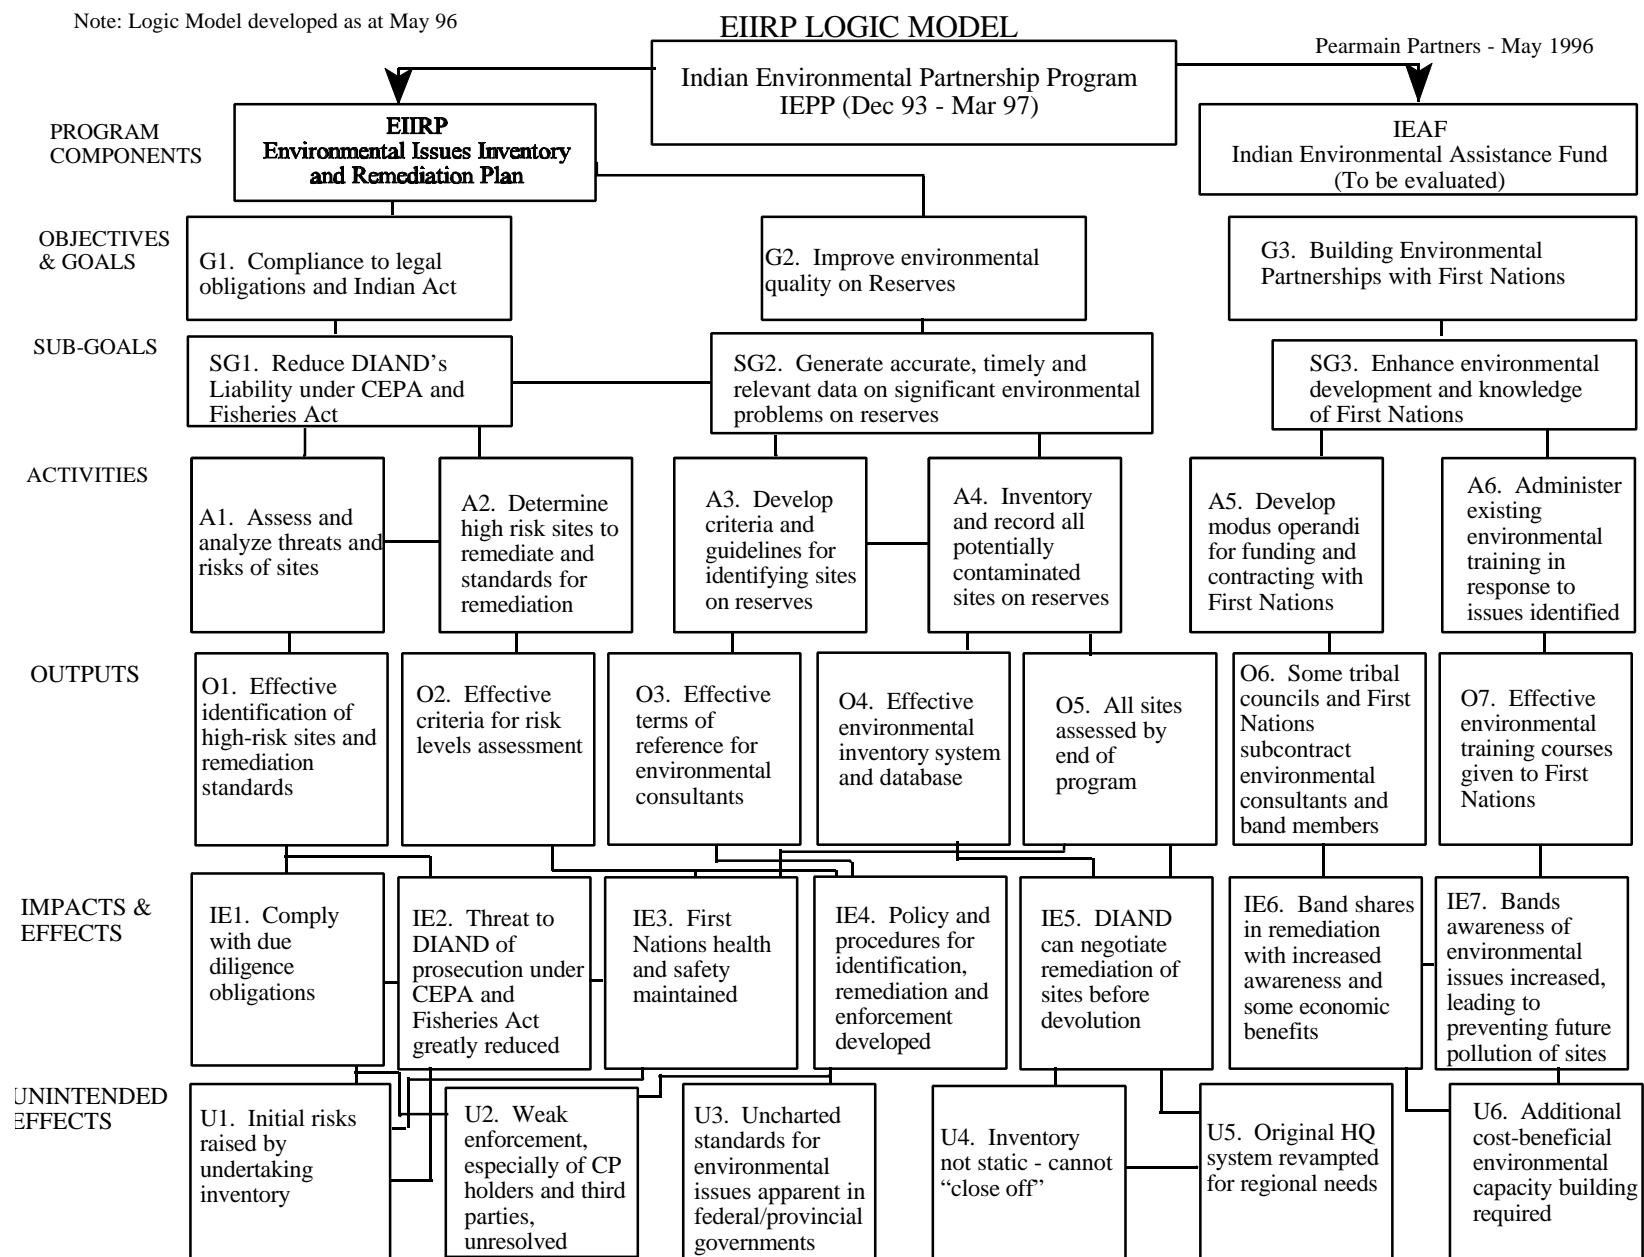 Note: Logic Model developed as at May 96
EIIRP LOGIC MODEL
Pearmain Partners - May 1996
Indian Environmental Partnership Program
IEPP (Dec 93 - Mar 97)
PROGRAM
COMPONENTS
EIIRP
Environmental Issues Inventory
and Remediation Plan
IEAF
Indian Environmental Assistance Fund
(To be evaluated)
OBJECTIVES
& GOALS
G1. Compliance to legal
obligations and Indian Act
G2. Improve environmental
quality on Reserves
G3. Building Environmental
Partnerships with First Nations
SUB-GOALS
SG1. Reduce DIAND's
Liability under CEPA and
Fisheries Act
SG2. Generate accurate, timely and
relevant data on significant environmental
problems on reserves
SG3. Enhance environmental
development and knowledge
of First Nations
ACTIVITIES
A1. Assess and
analyze threats and
risks of sites
A2. Determine
high risk sites to
remediate and
standards for
remediation
A3. Develop
criteria and
guidelines for
identifying sites
on reserves
A4. Inventory
and record all
potentially
contaminated
sites on reserves
A5. Develop
modus operandi
for funding and
contracting with
First Nations
A6. Administer
existing
environmental
training in
response to
issues identified
OUTPUTS
O1. Effective
identification of
high-risk sites and
remediation
standards
O2. Effective
criteria for risk
levels assessment
O3. Effective
terms of
reference for
environmental
consultants
O4. Effective
environmental
inventory system
and database
O5. All sites
assessed by
end of
program
O6. Some tribal
councils and First
Nations
subcontract
environmental
consultants and
band members
O7. Effective
environmental
training courses
given to First
Nations
IMPACTS &
EFFECTS
IE1. Comply
with due
diligence
obligations
IE2. Threat to
DIAND of
prosecution under
CEPA and
Fisheries Act
greatly reduced
IE3. First
Nations health
and safety
maintained
IE4. Policy and
procedures for
identification,
remediation and
enforcement
developed
IE5. DIAND
can negotiate
remediation of
sites before
devolution
IE6. Band shares
in remediation
with increased
awareness and
some economic
benefits
IE7. Bands
awareness of
environmental
issues increased,
leading to
preventing future
pollution of sites
UNINTENDED
EFFECTS
U1. Initial risks
raised by
undertaking
inventory
U2. Weak
enforcement,
especially of CP
holders and third
parties,
unresolved
U3. Uncharted
standards for
environmental
issues apparent in
federal/provincial
governments
U4. Inventory
not static - cannot
“close off”
U5. Original HQ
system revampted
for regional needs
U6. Additional
cost-beneficial
environmental
capacity building
required